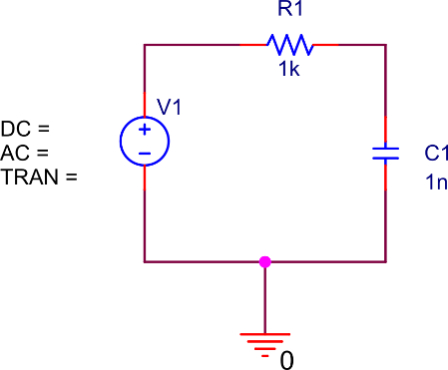 R1
1k
V1
DC =
AC =
TRAN =
C1
1n
0